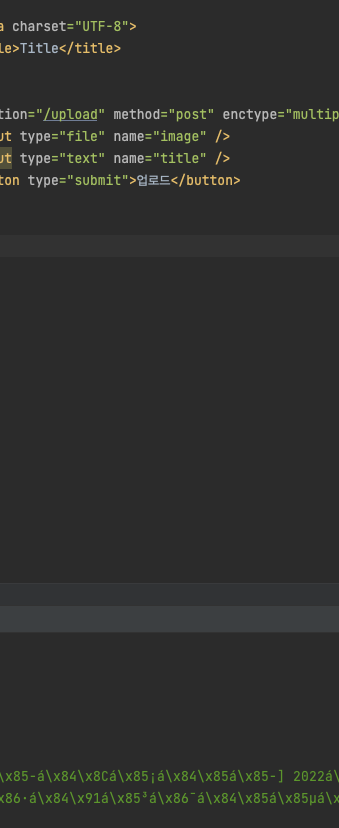 a charset="UTF-8">
le>Title</title>
tion="/upload" method="post" enctype="multip
ut type="file" name="image" />
ut type="text" name="title" />
ton type="submit">업로드</button>
\x85-á\x84\x8Cá\x85¡á\x84\x85á\x85-] 2022á\
x86·á\x84\x91á\x85³á\x86¯á\x84\x85á\x85µá\x